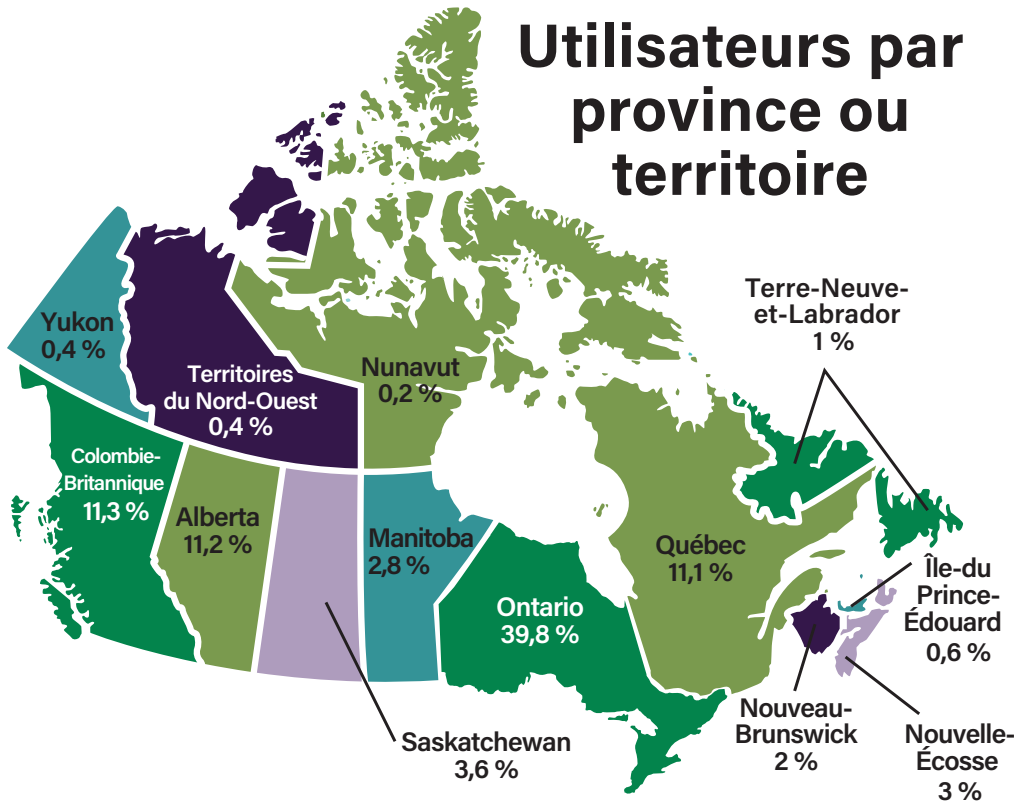 Utilisateurs par
province ou
territoire
Yukon
0,4 %
Territoires
du Nord-Ouest
0,4 %
Nunavut
0,2 %
Terre-Neuve-
et-Labrador
1 %
Colombie-
Britannique
11,3 %
Alberta
11,2 %
Manitoba
2,8 %
Ontario
39,8 %
Québec
11,1 %
Île-du
Prince-
Édouard
0,6 %
Saskatchewan
3,6 %
Nouveau-
Brunswick
2 %
Nouvelle-
Écosse
3 %